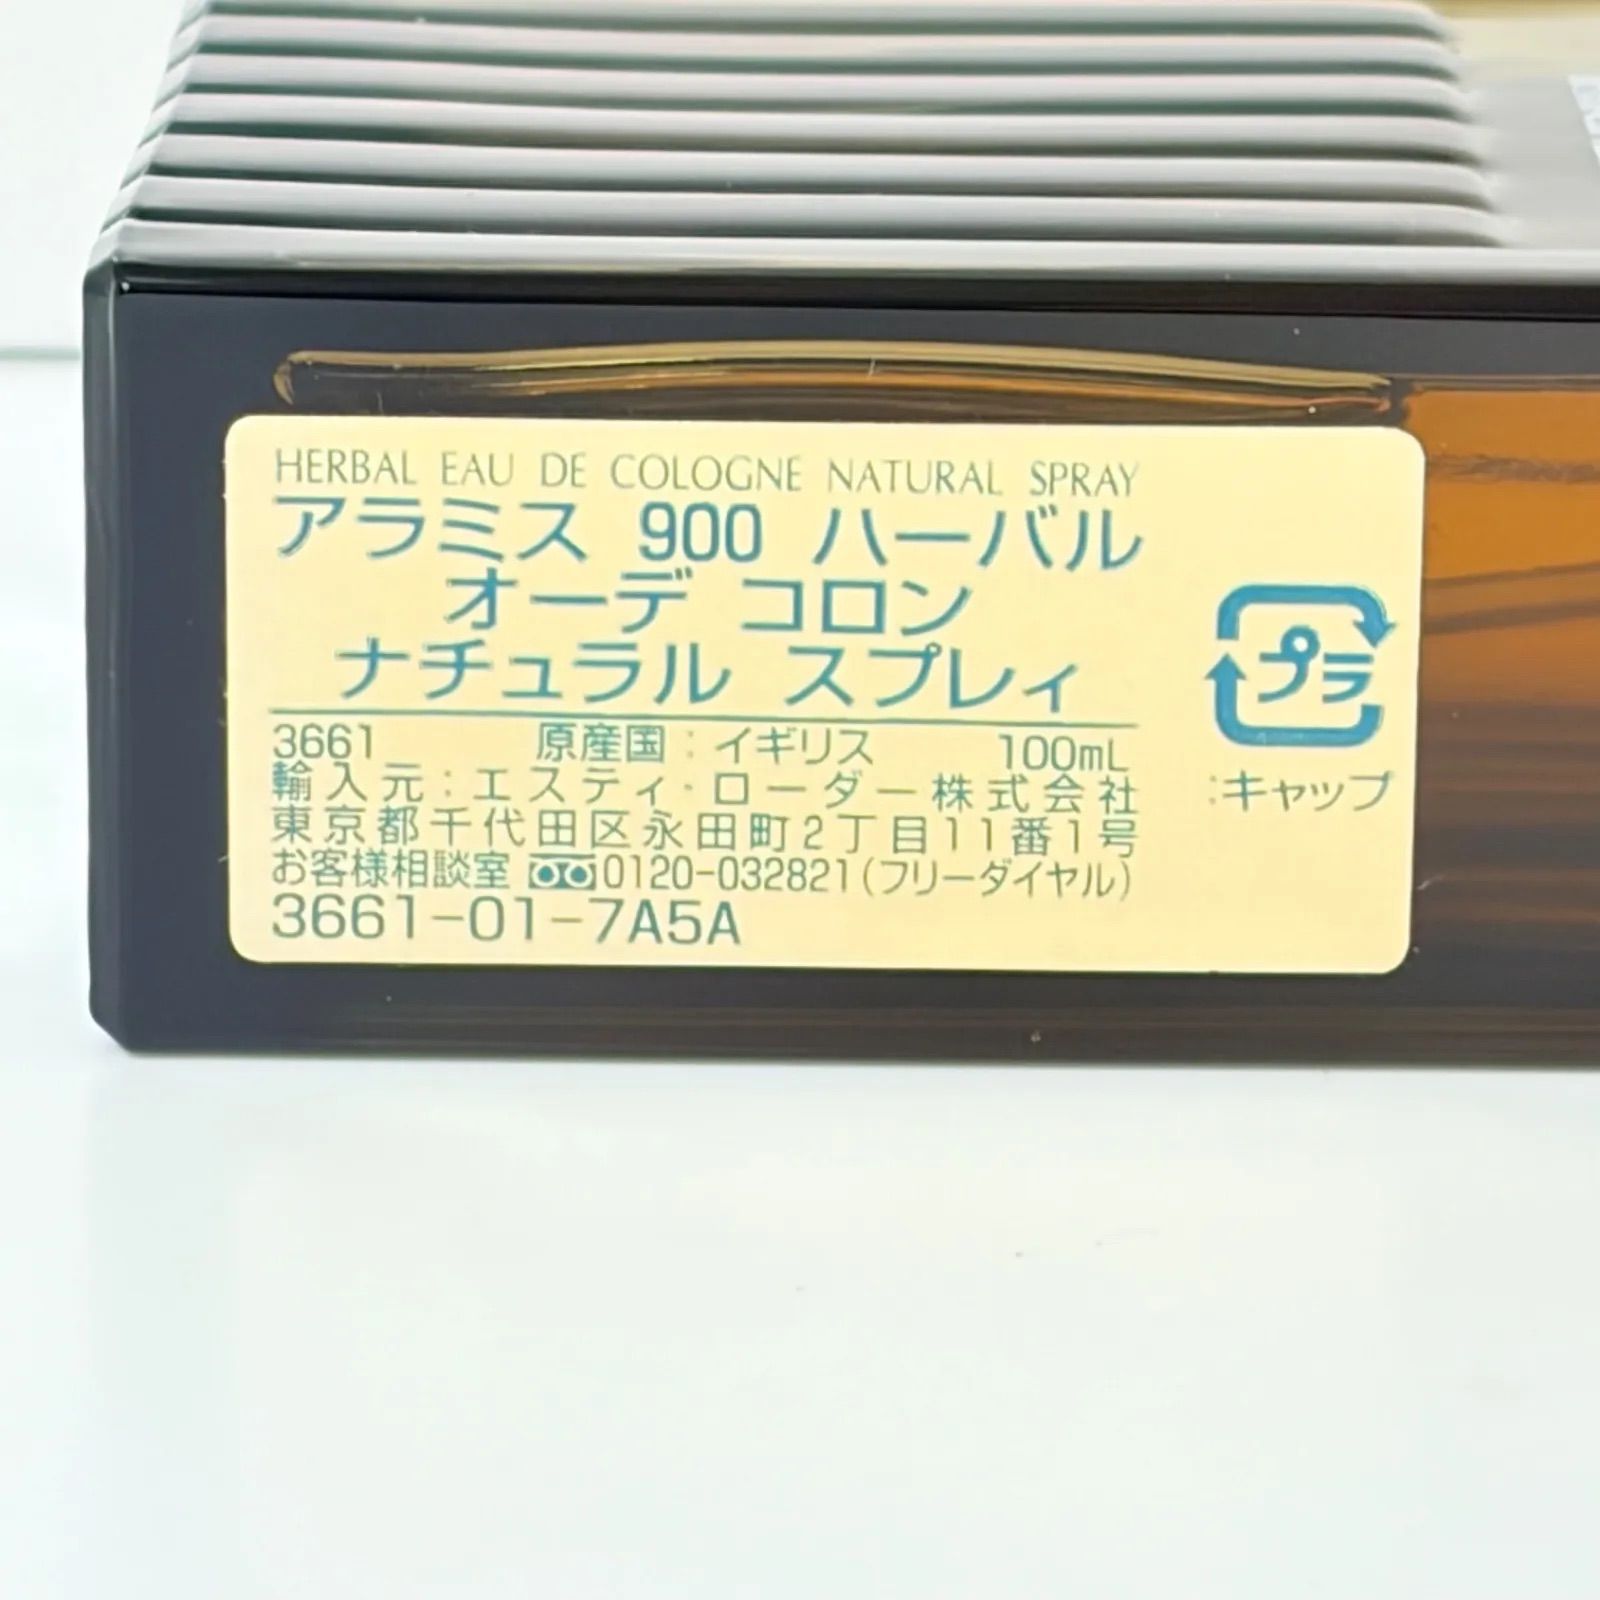 HERBAL EAU DE COLOGNE NATURAL SPRAY
アラミス 900 ハーバル
オーデ コロン
ナチュラル スプレィ
3661 原産国:イギリス 100mL
輸入元:エスティ・ローダー株式会社
東京都千代田区永田町2丁目11番1号
お客様相談室 0120-032821(フリーダイヤル)
3661-01-7A5A
プラ
:キャップ